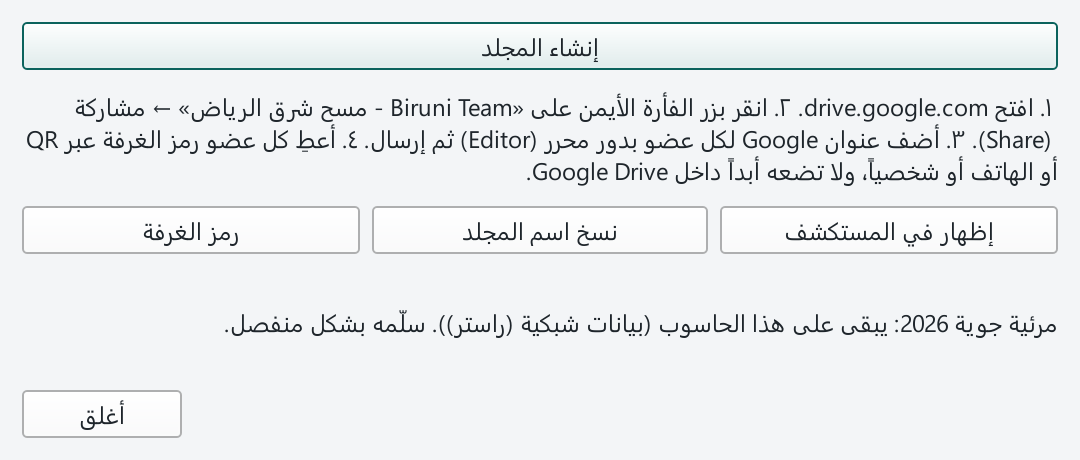 إنشاء المجلد
١. افتح drive.google.com. ٢. انقر بزر الفأرة الأيمن على «Biruni Team - مسح شرق الرياض» ← مشاركة
(Share). ٣. أضف عنوان Google لكل عضو بدور محرر (Editor) ثم إرسال. ٤. أعطِ كل عضو رمز الغرفة عبر QR
أو الهاتف أو شخصياً، ولا تضعه أبداً داخل Google Drive.
إظهار في المستكشف
نسخ اسم المجلد
رمز الغرفة
مرئية جوية 2026: يبقى على هذا الحاسوب (بيانات شبكية (راستر)). سلّمه بشكل منفصل.
أغلق